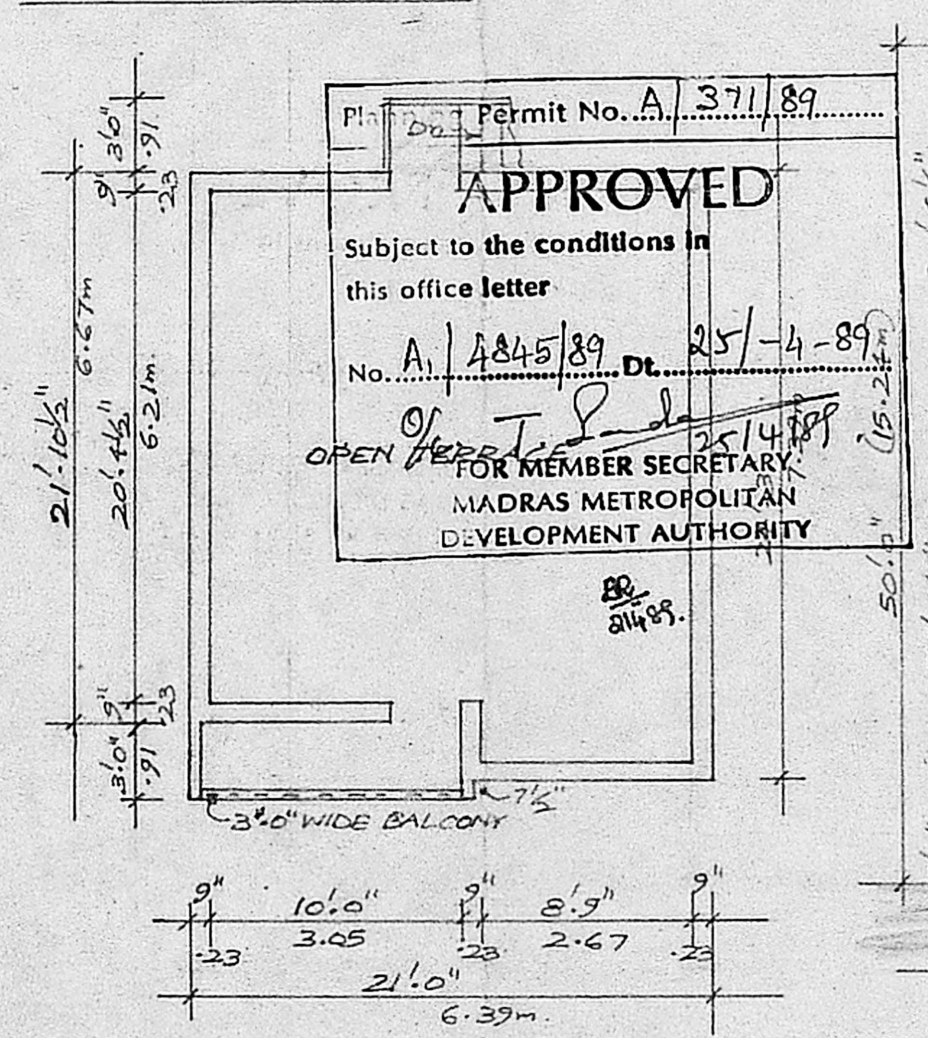 Planning Permit No. A/371/89
APPROVED
Subject to the conditions in
this office letter
No. A1/4845/89 Dt. 25/-4-89
25/4/89
FOR MEMBER SECRETARY
MADRAS METROPOLITAN
DEVELOPMENT AUTHORITY
OPEN TERRACE
3'.0"
.91
9"
.23
6.67m
21'-10½"
20'.4½"
6.21m.
9"
.23
3'.0"
.91
50'.0" (15.24m)
3'.0" WIDE BALCONY
7½"
9" 10'.0" 9" 8'.9" 9"
.23 3.05 .23 2.67 .23
21'.0"
6.39m.